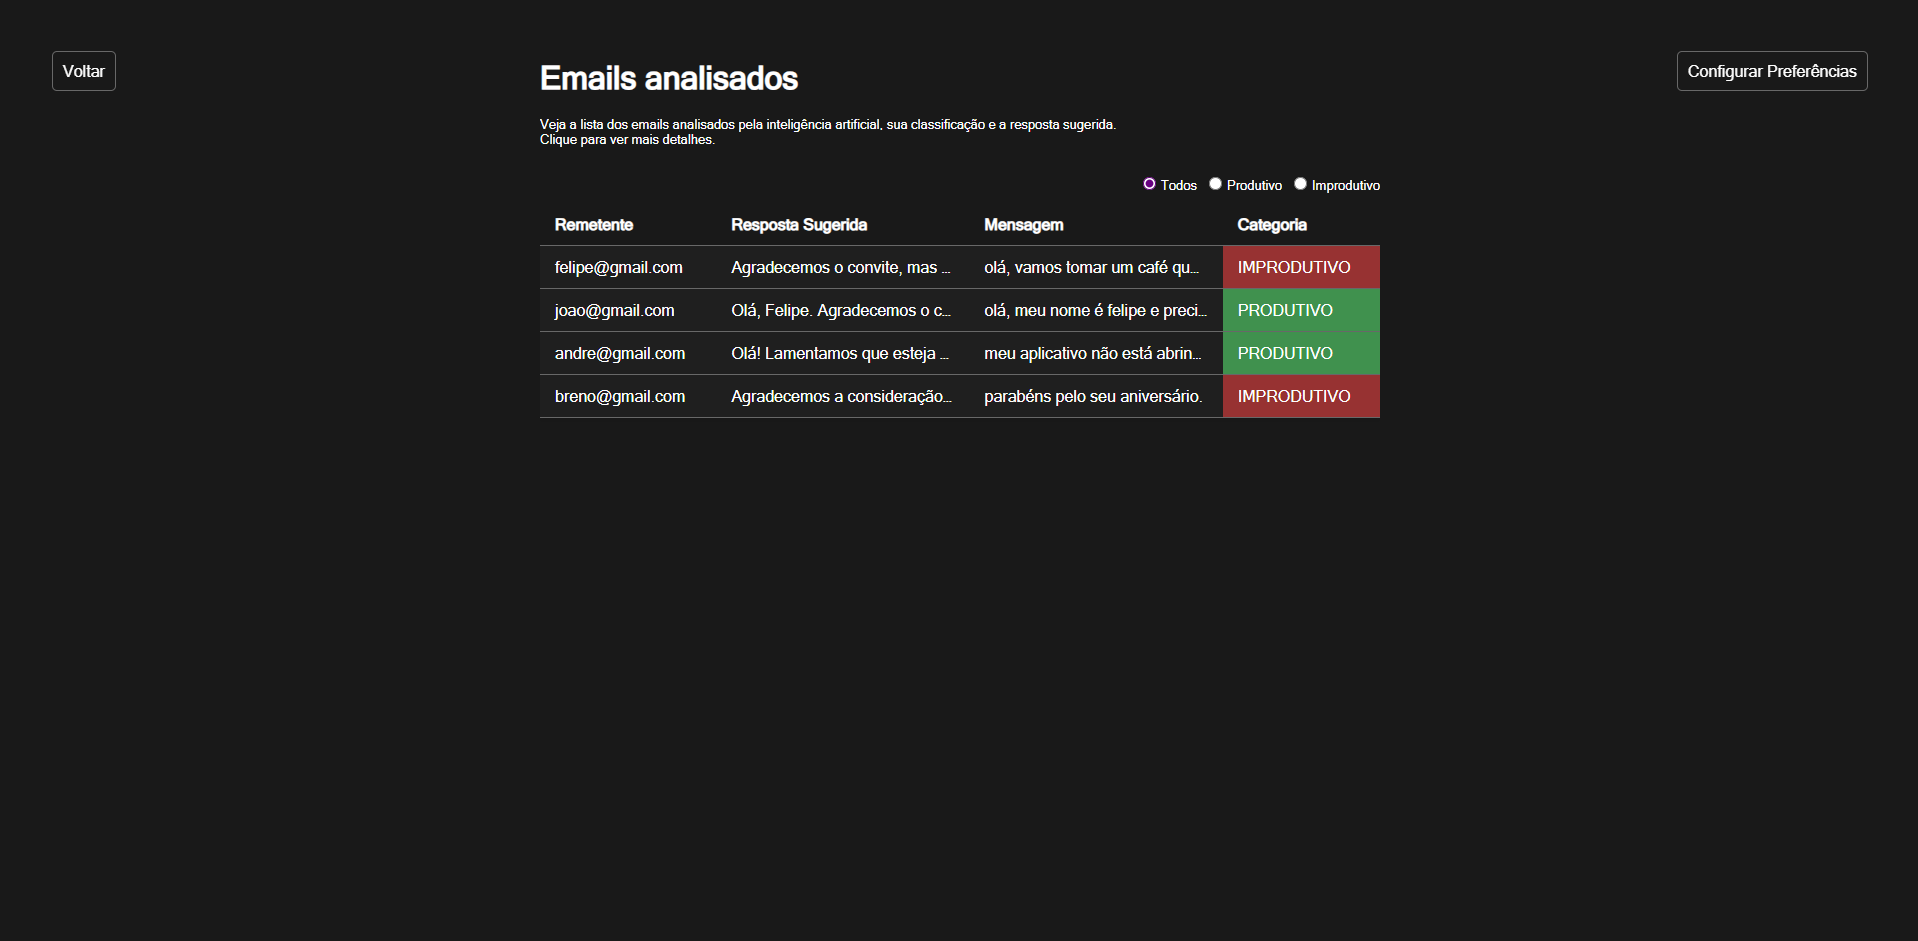 Voltar
Emails analisados
Configurar Preferências
Veja a lista dos emails analisados pela inteligência artificial, sua classificação e a resposta sugerida.
Clique para ver mais detalhes.
Todos Produtivo Improdutivo
Remetente Resposta Sugerida Mensagem Categoria
felipe@gmail.com Agradecemos o convite, mas ... olá, vamos tomar um café qu... IMPRODUTIVO
joao@gmail.com Olá, Felipe. Agradecemos o c... olá, meu nome é felipe e preci... PRODUTIVO
andre@gmail.com Olá! Lamentamos que esteja ... meu aplicativo não está abrin... PRODUTIVO
breno@gmail.com Agradecemos a consideração... parabéns pelo seu aniversário. IMPRODUTIVO